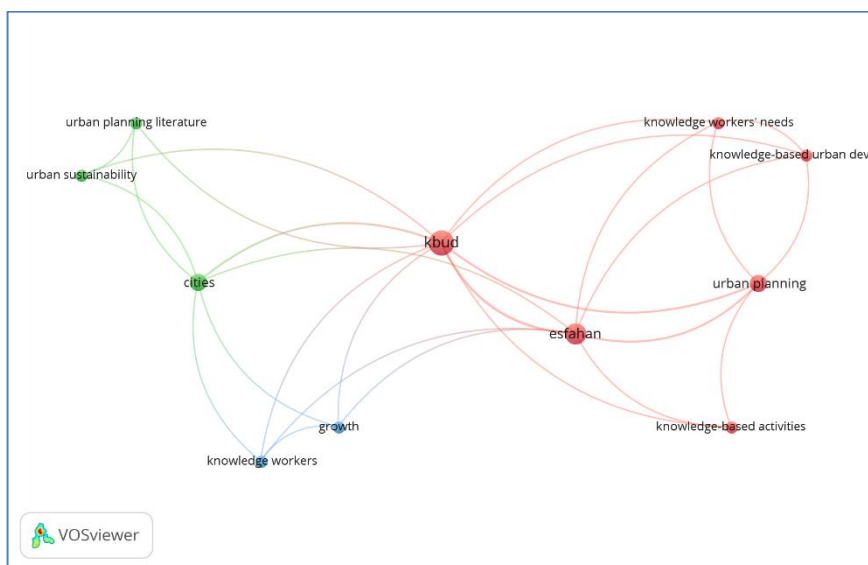 urban planning literature
knowledge workers' needs
knowledge-based urban dev
urban sustainability
kbud
cities
urban planning
esfahan
growth
knowledge-based activities
knowledge workers
VOSviewer